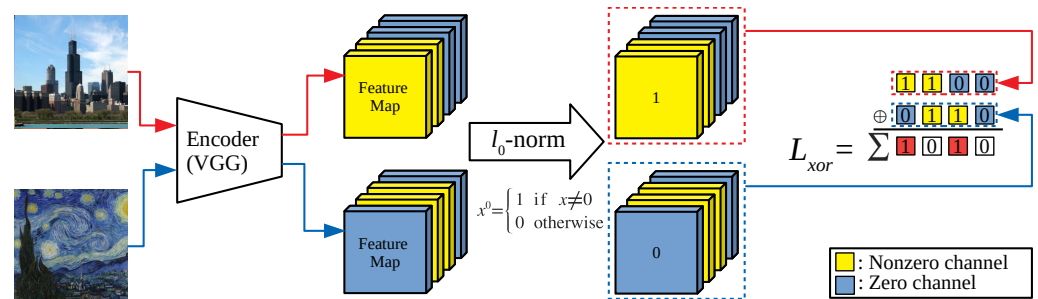 Encoder
(VGG)
Feature
Map
Feature
Map
l₀-norm
x⁰={1 if x≠0
0 otherwise
1
0
1 1 0 0
⊕ 0 1 1 0
L_xor = ∑ 1 0 1 0
: Nonzero channel
: Zero channel